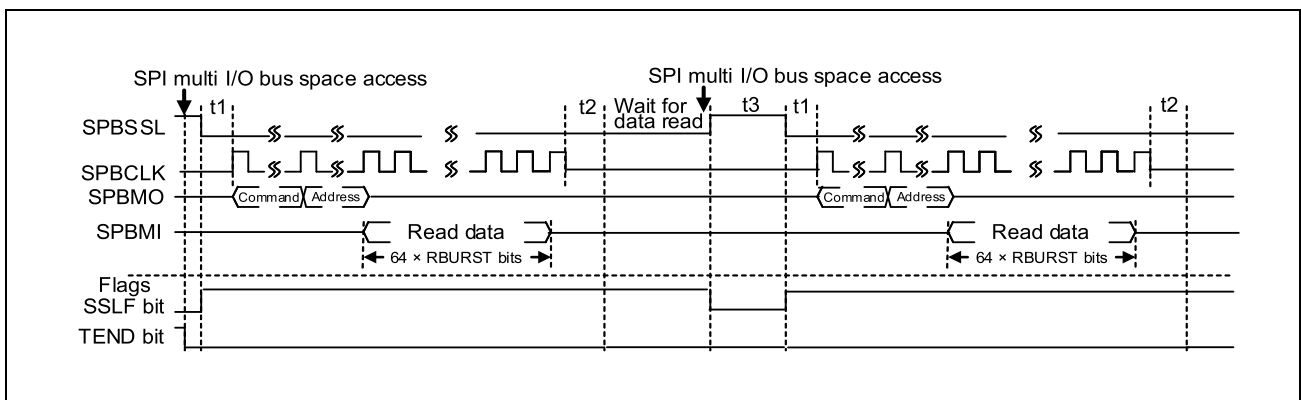 SPI multi I/O bus space access
SPI multi I/O bus space access
t1
t2
Wait for
data read
t3
t1
t2
SPBSSL
SPBCLK
SPBMO
Command
Address
Command
Address
SPBMI
Read data
Read data
64 × RBURST bits
64 × RBURST bits
Flags
SSLF bit
TEND bit